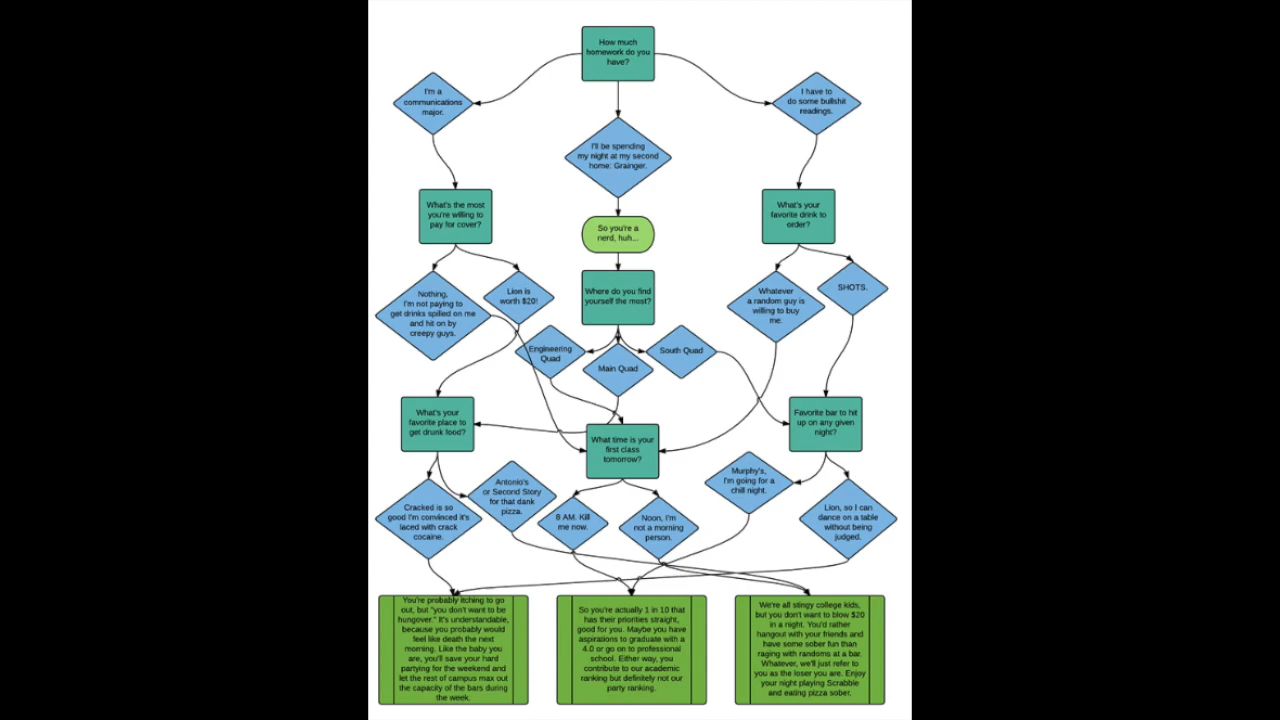 How much
homework do you
have?
I'm a
communications
major.
I have to
do some bullshit
readings.
I'll be spending
my night at my second
home: Grainger.
What's the most
you're willing to
pay for cover?
So you're a
nerd, huh...
What's your
favorite drink to
order?
Nothing,
I'm not paying to
get drinks spilled on me
and hit on by
creepy guys.
Lion is
worth $20!
Where do you find
yourself the most?
Whatever
a random guy is
willing to buy
me.
SHOTS.
Engineering
Quad
Main Quad
South Quad
What's your
favorite place to
get drunk food?
What time is your
first class
tomorrow?
Favorite bar to hit
up on any given
night?
Cracked is so
good I'm convinced it's
laced with crack
cocaine.
Antonio's
or Second Story
for that dank
pizza.
8 AM. Kill
me now.
Noon, I'm
not a morning
person.
Murphy's,
I'm going for a
chill night.
Lion, so I can
dance on a table
without being
judged.
You're probably itching to go
out, but "you don't want to be
hungover." It's understandable,
because you probably would
feel like death the next
morning. Like the baby you
are, you'll save your hard
partying for the weekend and
let the rest of campus max out
the capacity of the bars during
the week.
So you're actually 1 in 10 that
has their priorities straight,
good for you. Maybe you have
aspirations to graduate with a
4.0 or go on to professional
school. Either way, you
contribute to our academic
ranking but definitely not our
party ranking.
We're all stingy college kids,
but you don't want to blow $20
in a night. You'd rather
hangout with your friends and
have some sober fun than
raging with randoms at a bar.
Whatever, we'll just refer to
you as the loser you are. Enjoy
your night playing Scrabble
and eating pizza sober.